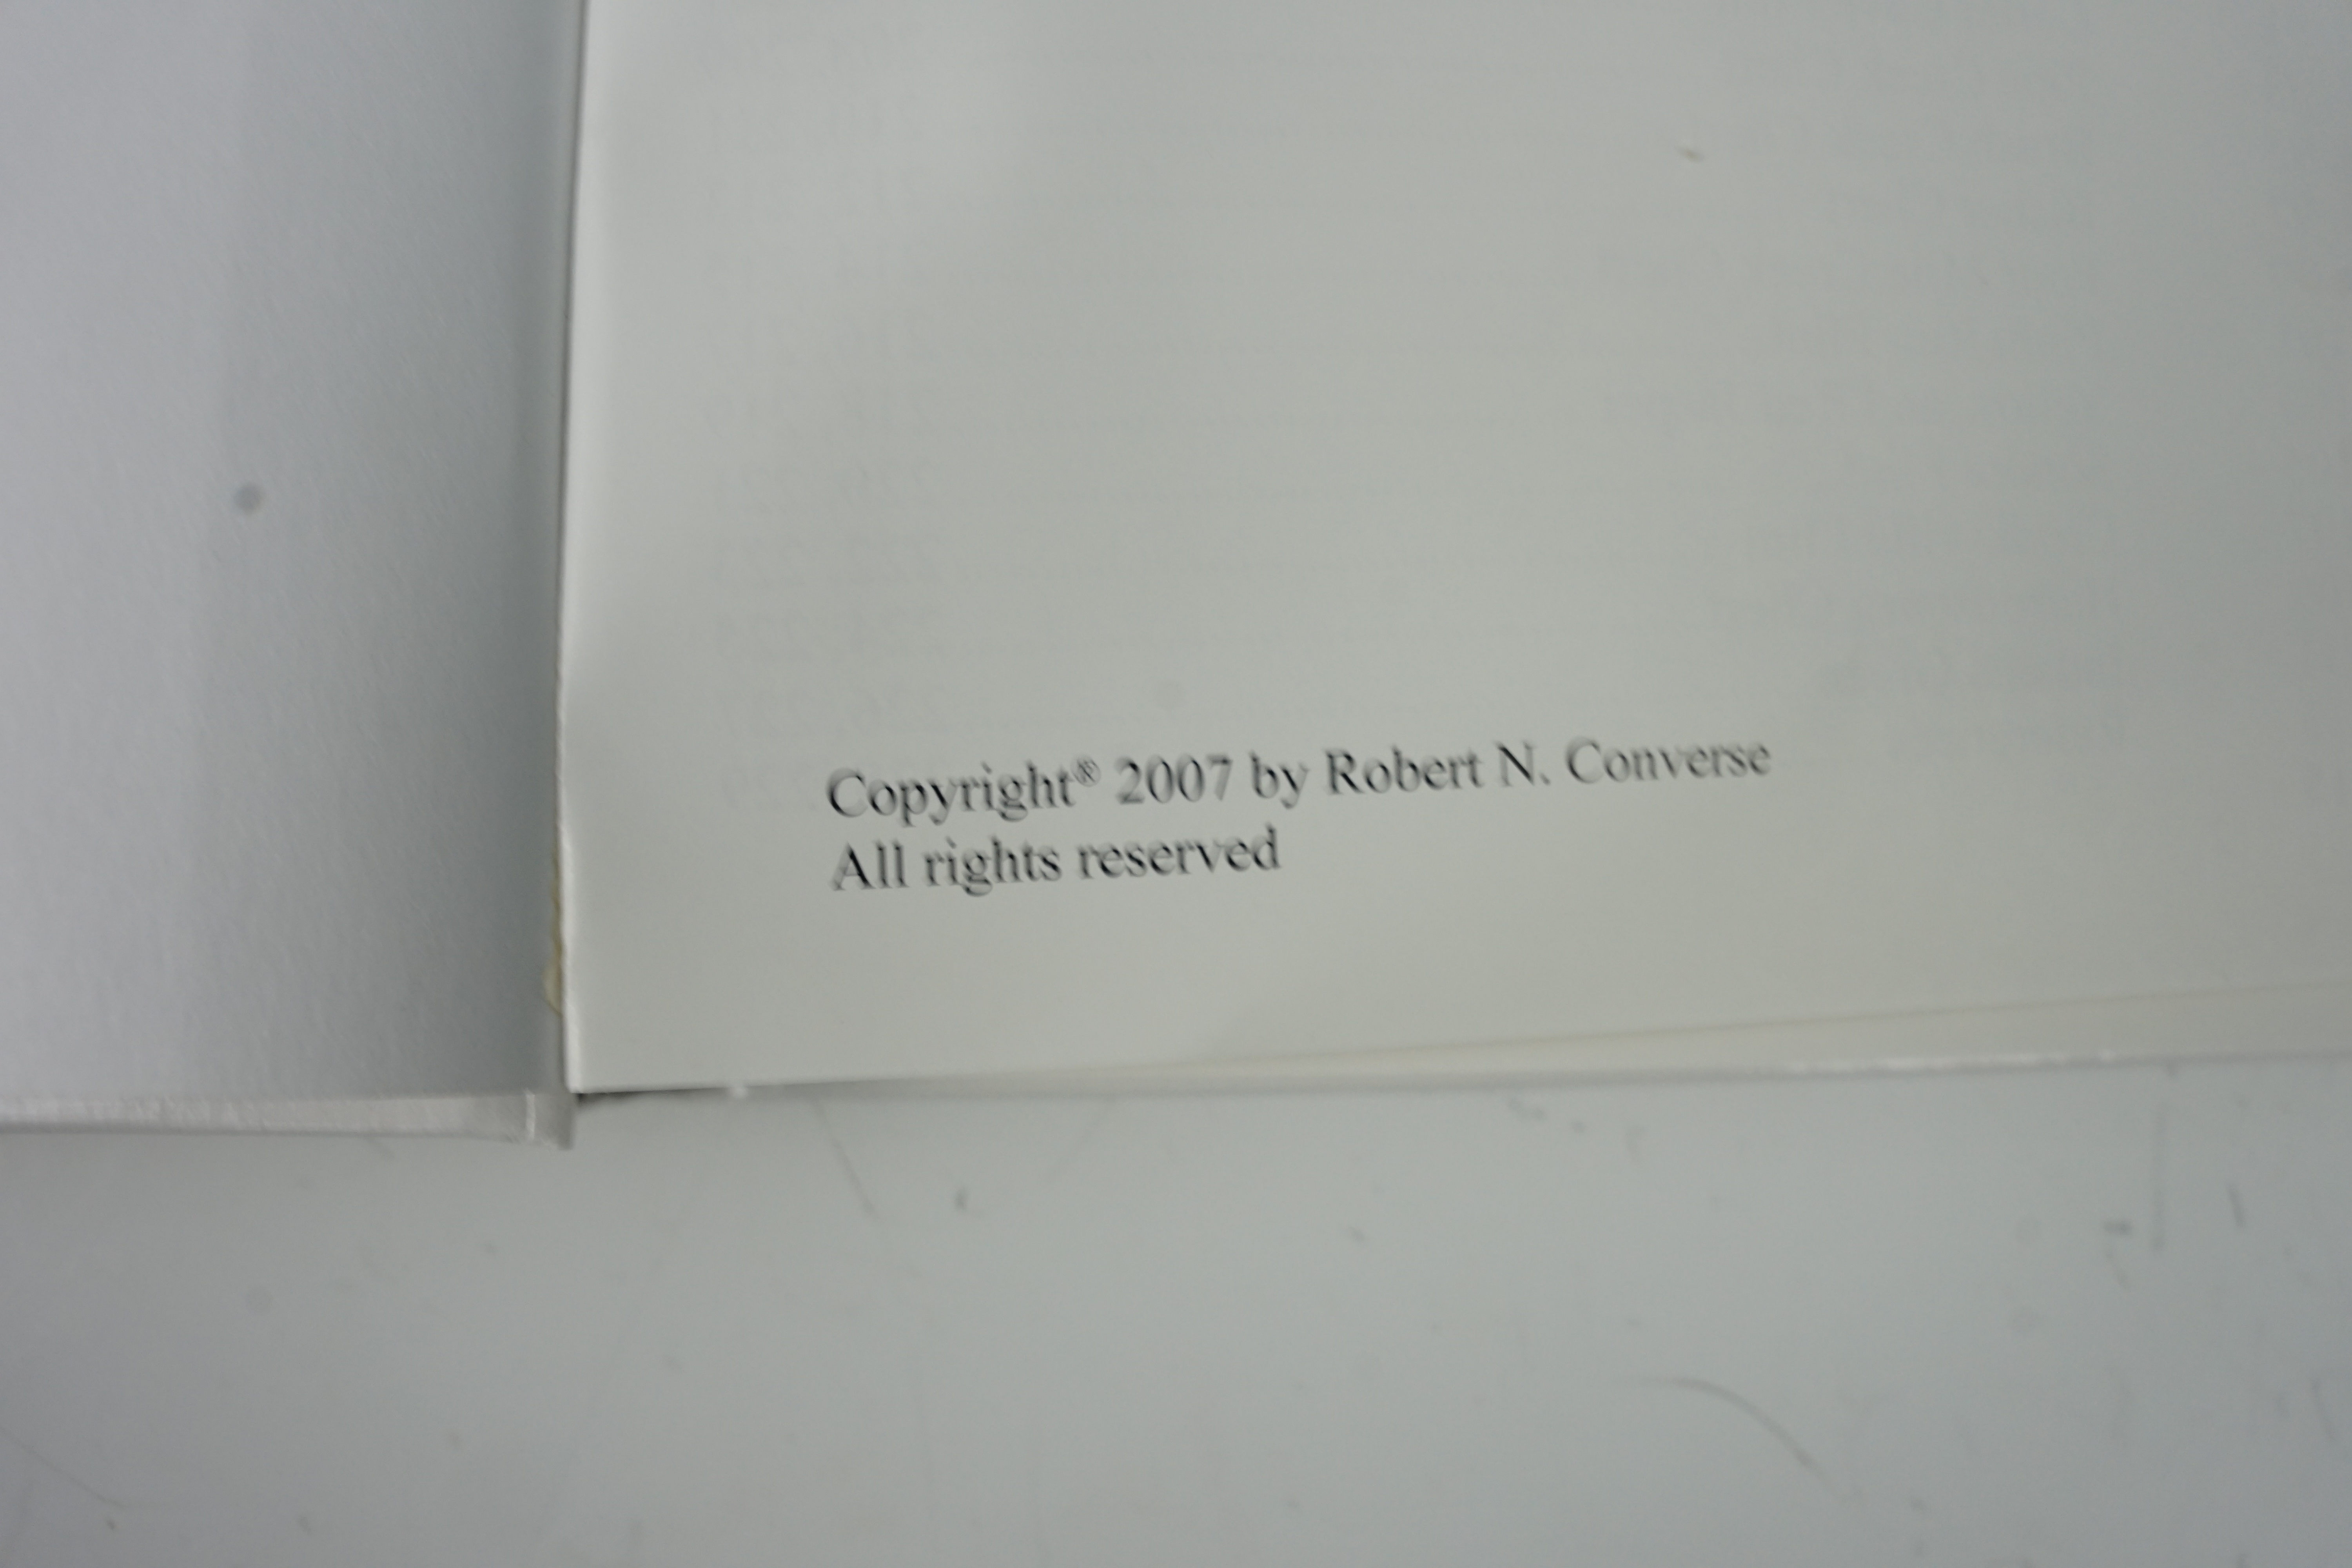 Copyright® 2007 by Robert N. Converse
All rights reserved